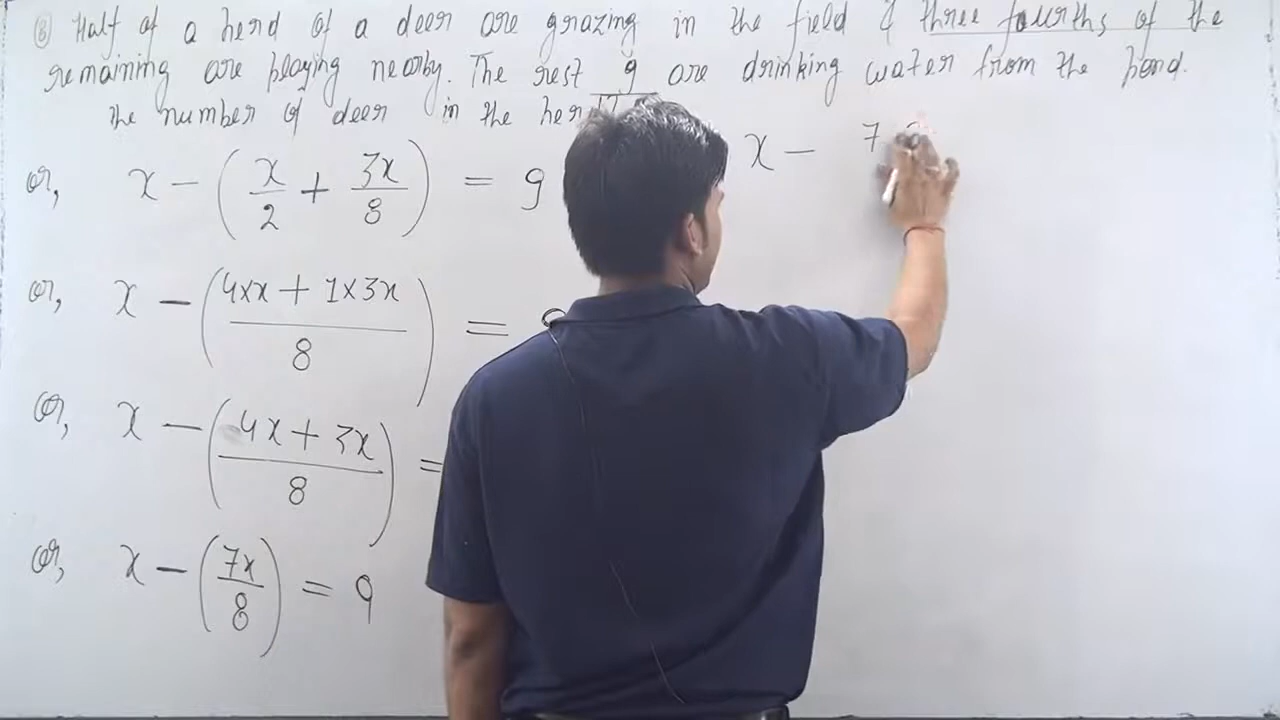 ⑧ Half of a herd of a deer are grazing in the field & three fourths of the
remaining are playing nearby. The rest 9 are drinking water from the pond.
the number of deer in the her
or, x - (x/2 + 3x/8) = 9
or, x - (4×x + 1×3x / 8) =
or, x - (4x + 3x / 8) =
or, x - (7x/8) = 9
x - 7